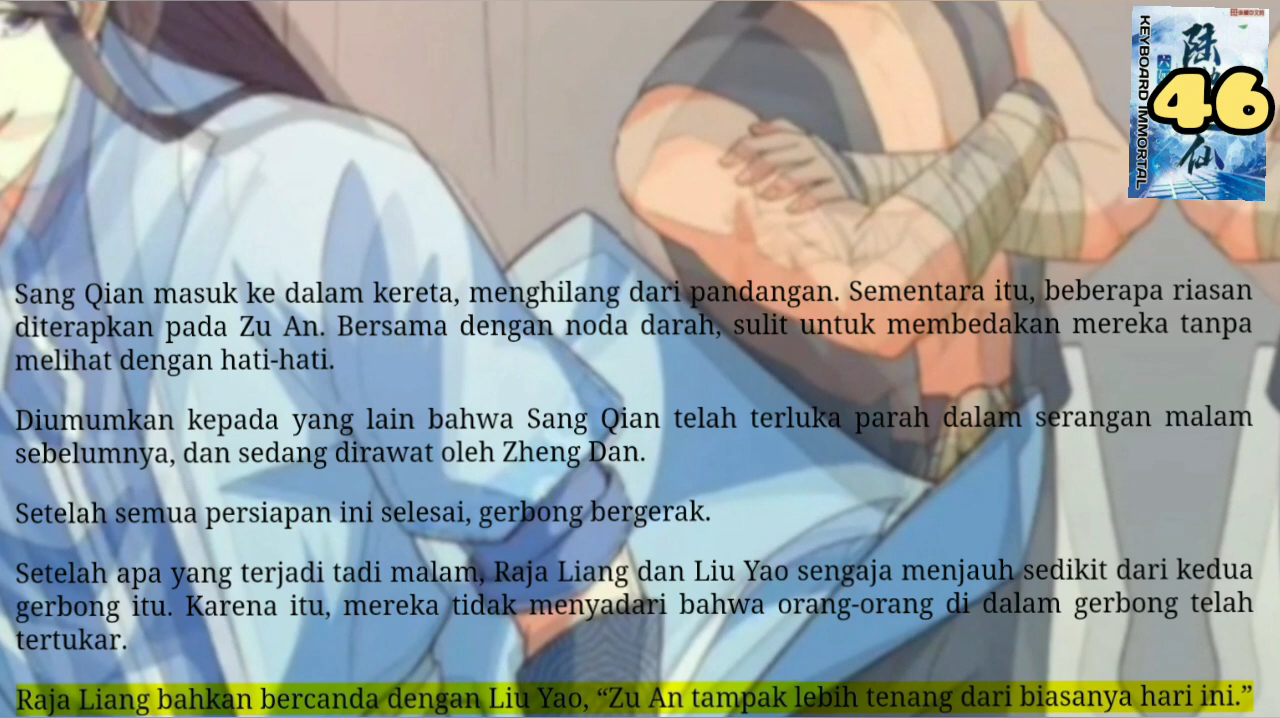 KEYBOARD IMMORTAL
陆
仙
46
Sang Qian masuk ke dalam kereta, menghilang dari pandangan. Sementara itu, beberapa riasan
diterapkan pada Zu An. Bersama dengan noda darah, sulit untuk membedakan mereka tanpa
melihat dengan hati-hati.
Diumumkan kepada yang lain bahwa Sang Qian telah terluka parah dalam serangan malam
sebelumnya, dan sedang dirawat oleh Zheng Dan.
Setelah semua persiapan ini selesai, gerbong bergerak.
Setelah apa yang terjadi tadi malam, Raja Liang dan Liu Yao sengaja menjauh sedikit dari kedua
gerbong itu. Karena itu, mereka tidak menyadari bahwa orang-orang di dalam gerbong telah
tertukar.
Raja Liang bahkan bercanda dengan Liu Yao, “Zu An tampak lebih tenang dari biasanya hari ini.”